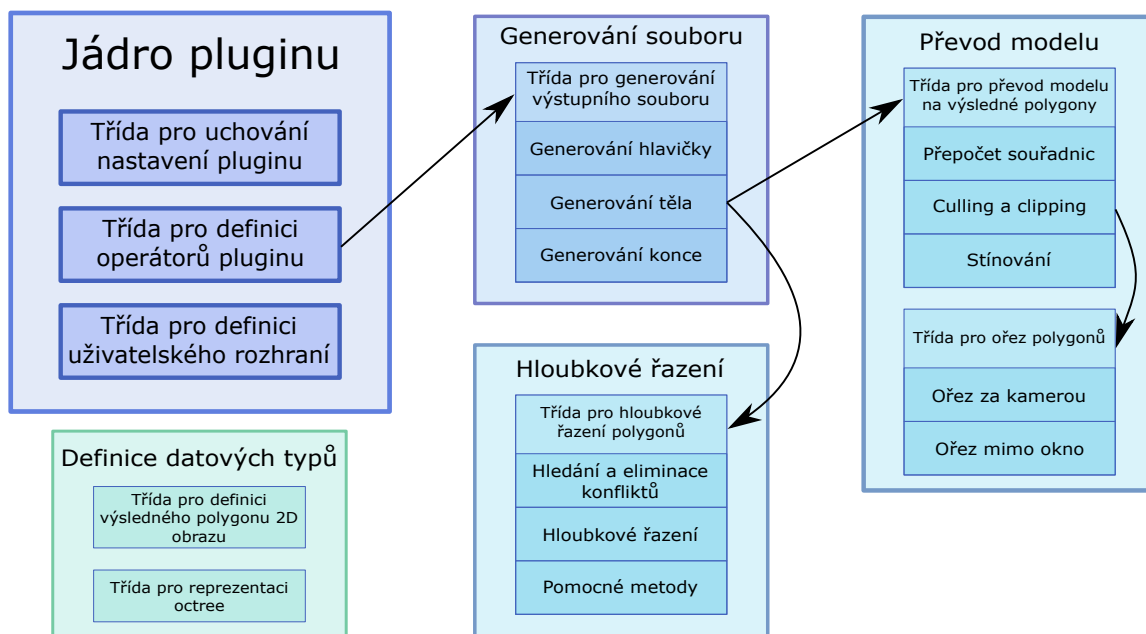 Jádro pluginu
Třída pro uchování
nastavení pluginu
Třída pro definici
operátorů pluginu
Třída pro definici
uživatelského rozhraní
Definice datových typů
Třída pro definici
výsledného polygonu 2D
obrazu
Třída pro reprezentaci
octree
Generování souboru
Třída pro generování
výstupního souboru
Generování hlavičky
Generování těla
Generování konce
Hloubkové řazení
Třída pro hloubkové
řazení polygonů
Hledání a eliminace
konfliktů
Hloubkové řazení
Pomocné metody
Převod modelu
Třída pro převod modelu
na výsledné polygony
Přepočet souřadnic
Culling a clipping
Stínování
Třída pro ořez polygonů
Ořez za kamerou
Ořez mimo okno